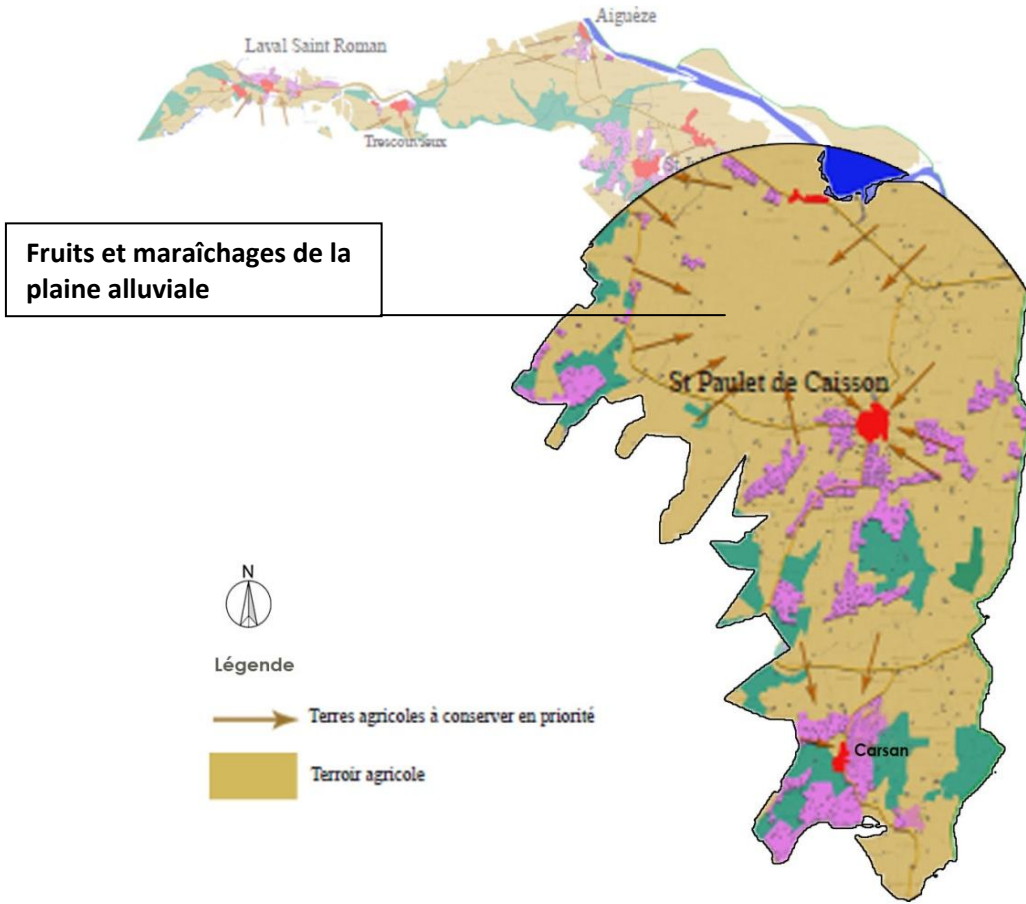 Aiguèze
Laval Saint Roman
St
Fruits et maraîchages de la
plaine alluviale
St Paulet de Caisson
N
Légende
Terres agricoles à conserver en priorité
Terroir agricole
Carsan